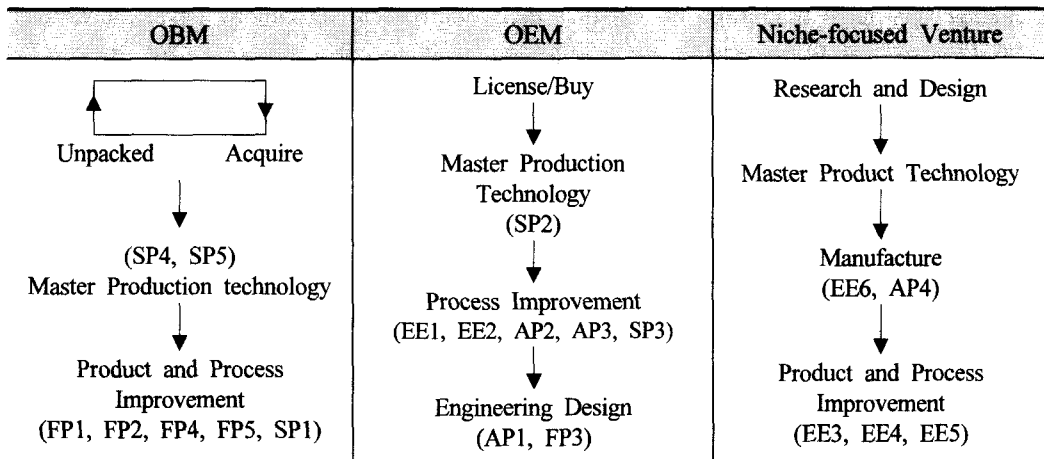 OBM
OEM
Niche-focused Venture
Unpacked Acquire
(SP4, SP5)
Master Production technology
Product and Process
Improvement
(FP1, FP2, FP4, FP5, SP1)
License/Buy
Master Production
Technology
(SP2)
Process Improvement
(EE1, EE2, AP2, AP3, SP3)
Engineering Design
(AP1, FP3)
Research and Design
Master Product Technology
Manufacture
(EE6, AP4)
Product and Process
Improvement
(EE3, EE4, EE5)